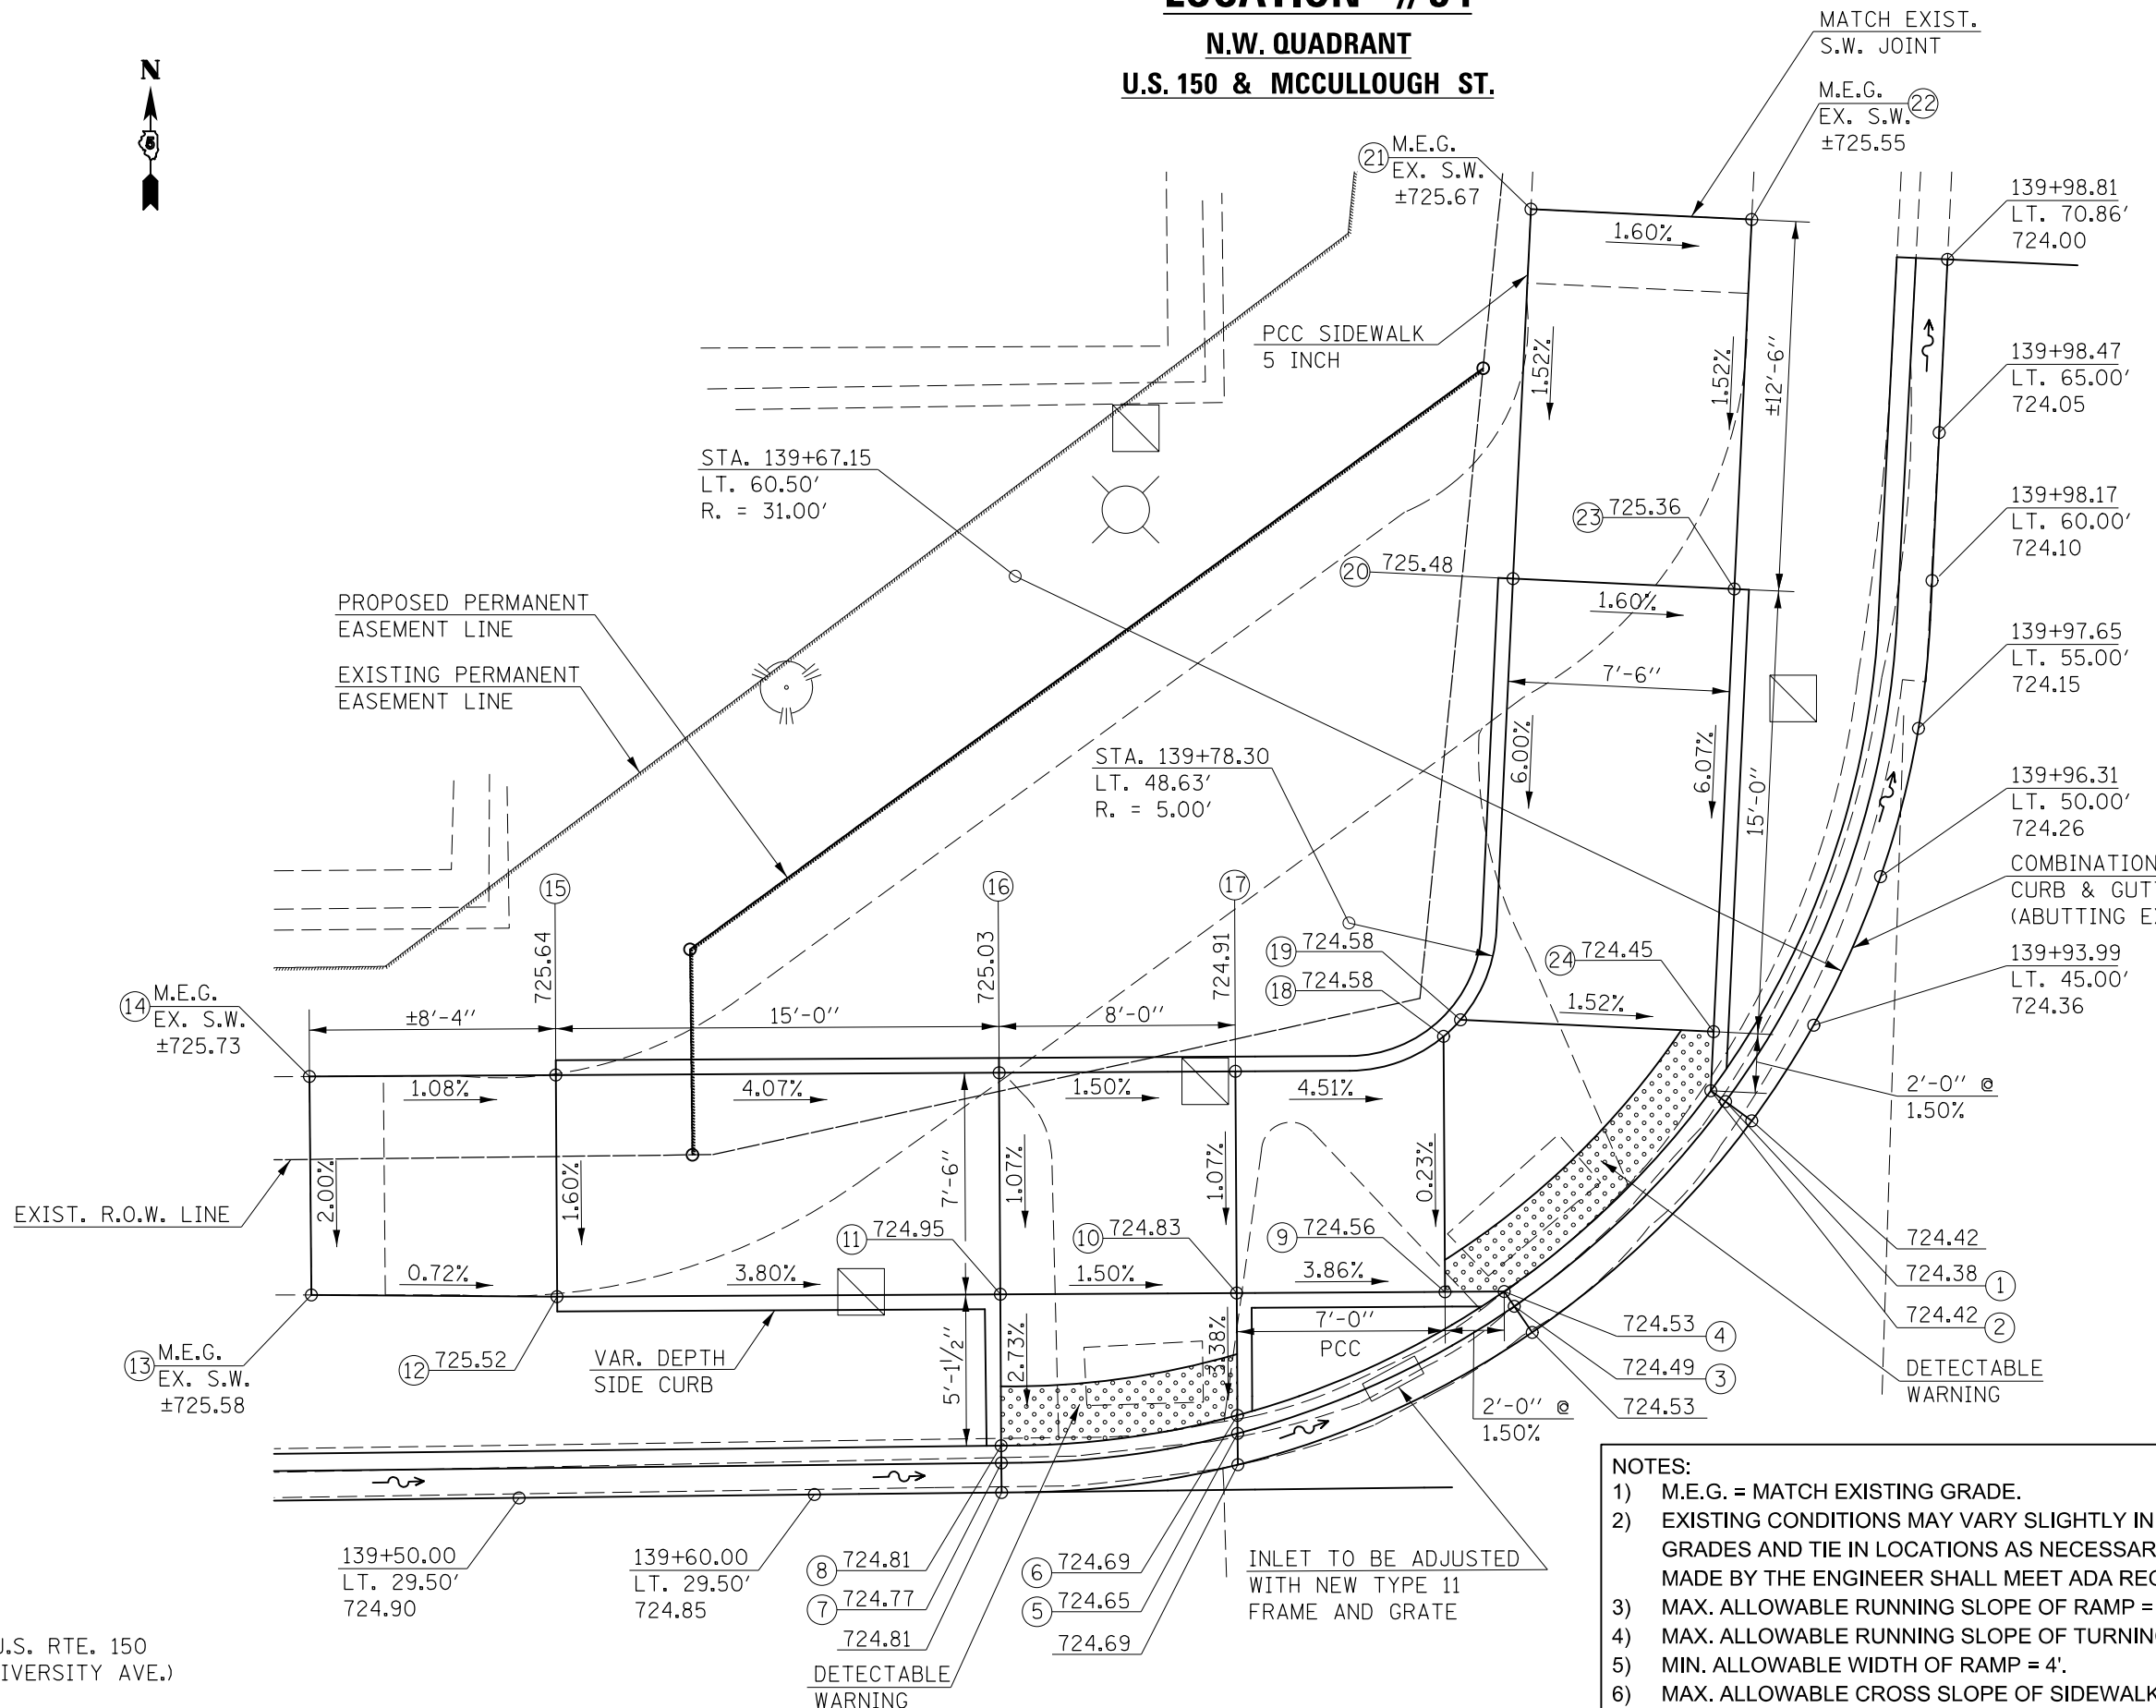 N.W. QUADRANT
U.S. 150 & MCCULLOUGH ST.
N
5
MATCH EXIST.
S.W. JOINT
M.E.G.
EX. S.W.
±725.55
22
21
M.E.G.
EX. S.W.
±725.67
1.60%
139+98.81
LT. 70.86'
724.00
PCC SIDEWALK
5 INCH
1.52%
1.52%
±12'-6"
139+98.47
LT. 65.00'
724.05
STA. 139+67.15
LT. 60.50'
R. = 31.00'
23
725.36
139+98.17
LT. 60.00'
724.10
20
725.48
1.60%
PROPOSED PERMANENT
EASEMENT LINE
EXISTING PERMANENT
EASEMENT LINE
7'-6"
139+97.65
LT. 55.00'
724.15
STA. 139+78.30
LT. 48.63'
R. = 5.00'
6.00%
6.07%
15'-0"
139+96.31
LT. 50.00'
724.26
COMBINATION
CURB & GUT
(ABUTTING E
15
16
17
725.64
725.03
724.91
19
724.58
18
724.58
24
724.45
139+93.99
LT. 45.00'
724.36
14
M.E.G.
EX. S.W.
±725.73
±8'-4"
15'-0"
8'-0"
1.52%
1.08%
4.07%
1.50%
4.51%
2'-0" @
1.50%
2.00%
1.60%
7'-6"
1.07%
1.07%
0.23%
EXIST. R.O.W. LINE
11
724.95
10
724.83
9
724.56
724.42
0.72%
3.80%
1.50%
3.86%
724.38
1
724.42
2
13
M.E.G.
EX. S.W.
±725.58
12
725.52
VAR. DEPTH
SIDE CURB
5'-1½"
2.73%
2.38%
7'-0"
PCC
724.53
4
724.49
3
724.53
DETECTABLE
WARNING
2'-0" @
1.50%
139+50.00
LT. 29.50'
724.90
139+60.00
LT. 29.50'
724.85
8
724.81
7
724.77
724.81
6
724.69
5
724.65
724.69
INLET TO BE ADJUSTED
WITH NEW TYPE 11
FRAME AND GRATE
DETECTABLE
WARNING
U.S. RTE. 150
IVERSITY AVE.)
NOTES:
1) M.E.G. = MATCH EXISTING GRADE.
2) EXISTING CONDITIONS MAY VARY SLIGHTLY IN
GRADES AND TIE IN LOCATIONS AS NECESSAR
MADE BY THE ENGINEER SHALL MEET ADA REQ
3) MAX. ALLOWABLE RUNNING SLOPE OF RAMP =
4) MAX. ALLOWABLE RUNNING SLOPE OF TURNIN
5) MIN. ALLOWABLE WIDTH OF RAMP = 4'.
6) MAX. ALLOWABLE CROSS SLOPE OF SIDEWALK